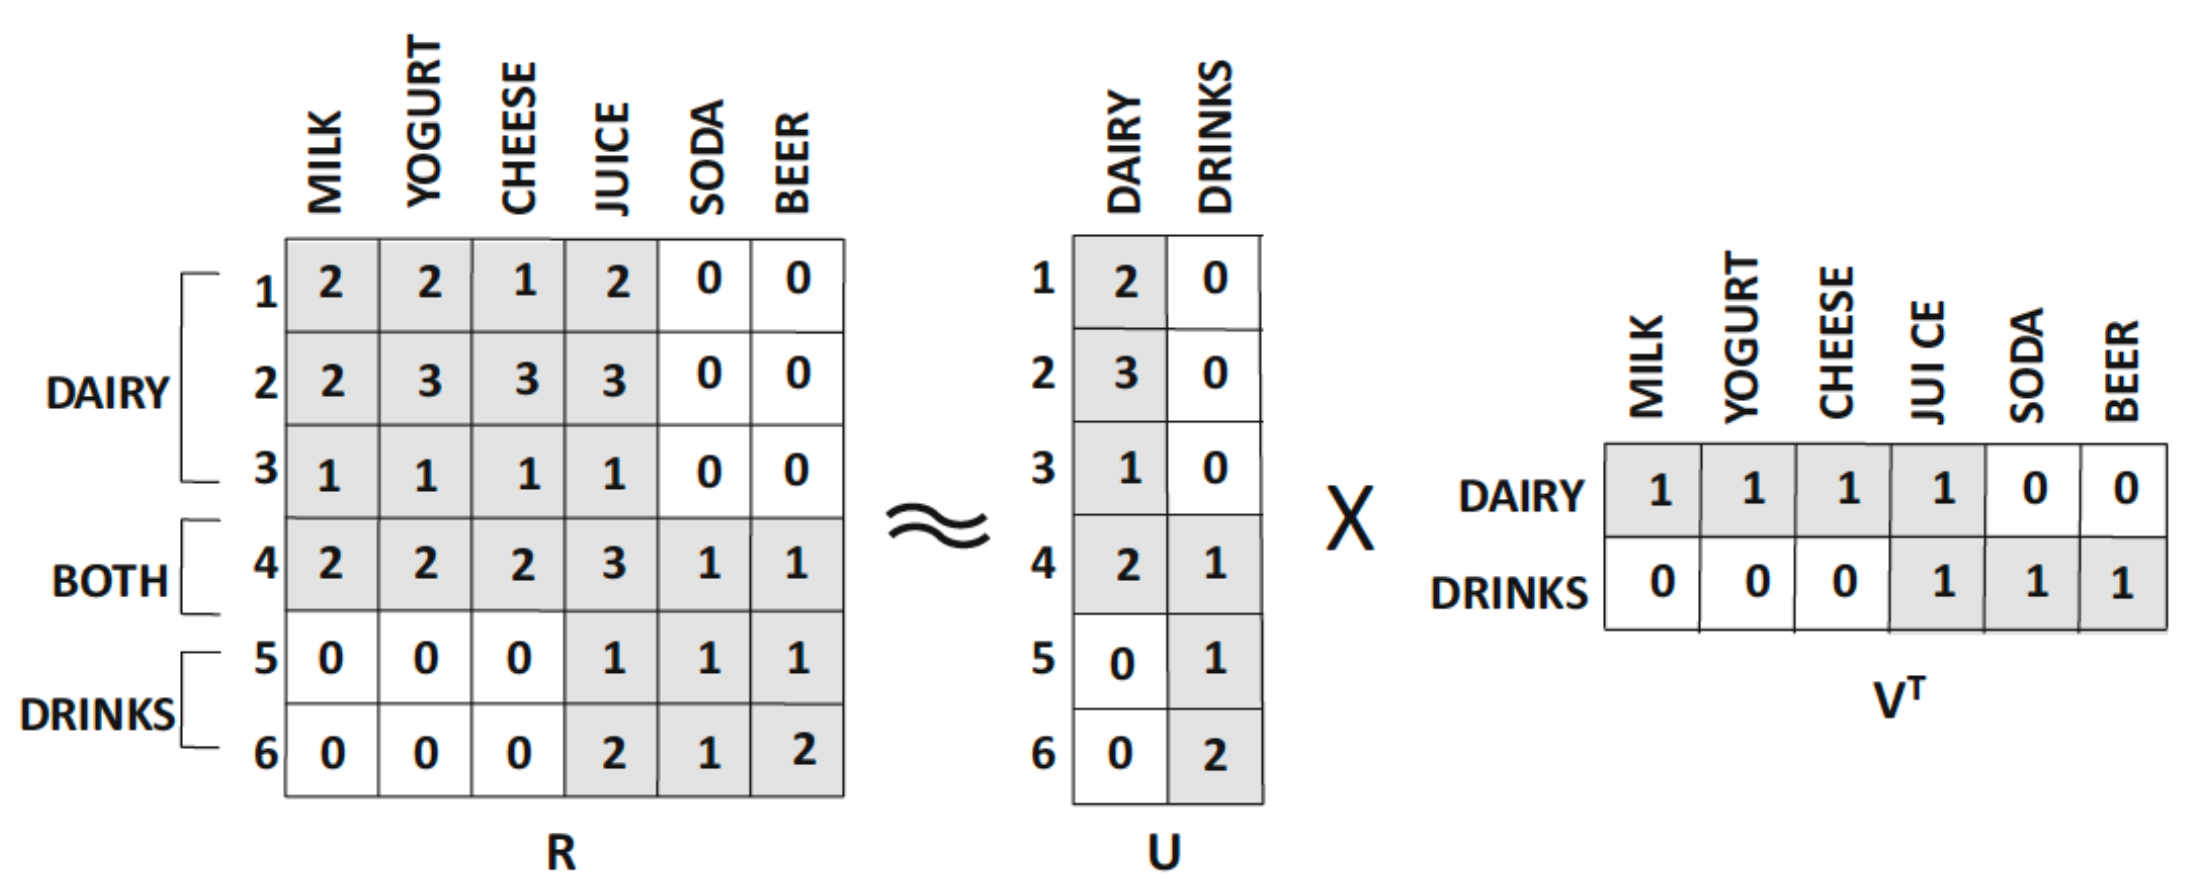 MILK YOGURT CHEESE JUICE SODA BEER
1 2 2 1 2 0 0
2 2 3 3 3 0 0
3 1 1 1 1 0 0
4 2 2 2 3 1 1
5 0 0 0 1 1 1
6 0 0 0 2 1 2
DAIRY
BOTH
DRINKS
R
≈
DAIRY DRINKS
1 2 0
2 3 0
3 1 0
4 2 1
5 0 1
6 0 2
U
X
MILK YOGURT CHEESE JUI CE SODA BEER
DAIRY 1 1 1 1 0 0
DRINKS 0 0 0 1 1 1
V^T